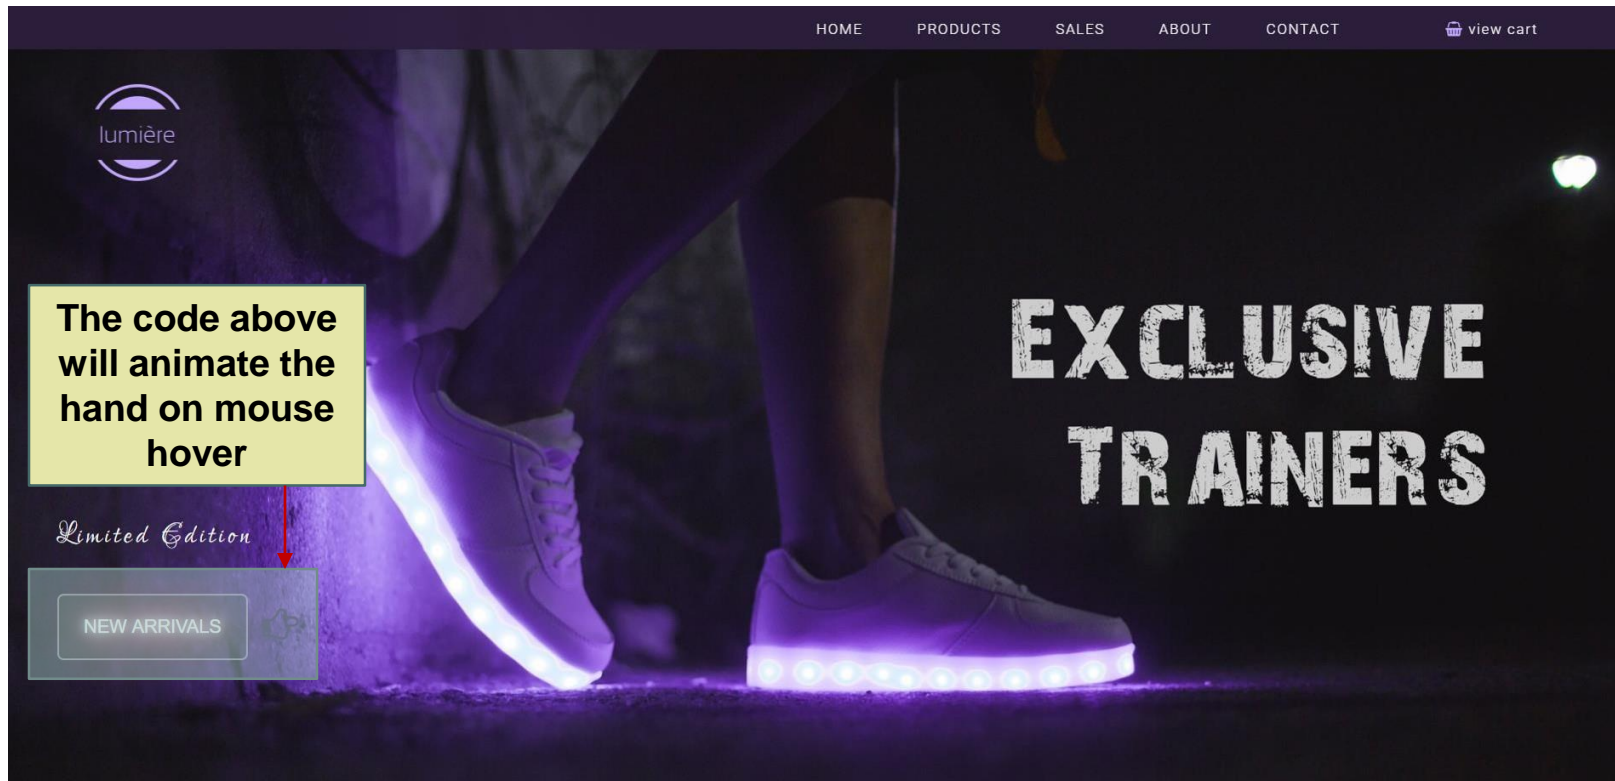 HOME PRODUCTS SALES ABOUT CONTACT view cart
lumière
The code above
will animate the
hand on mouse
hover
EXCLUSIVE
TRAINERS
Limited Edition
NEW ARRIVALS